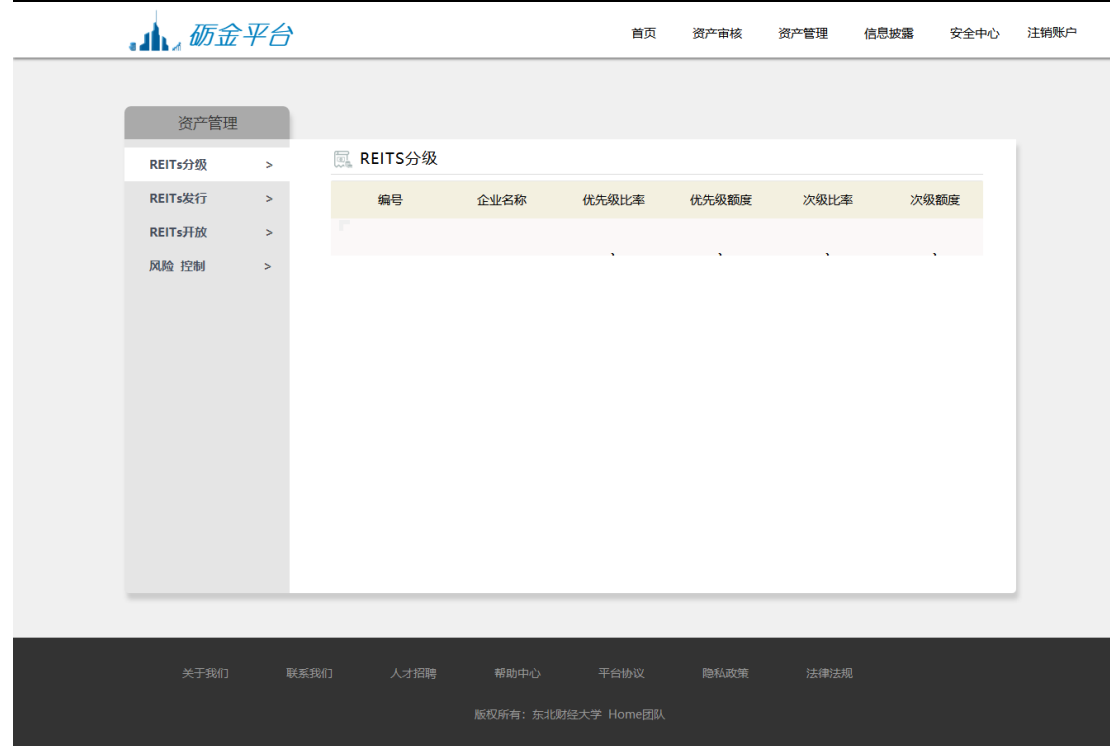 砺金平台
首页 资产审核 资产管理 信息披露 安全中心 注销账户
资产管理
REITs分级 >
REITs发行 >
REITs开放 >
风险 控制 >
REITS分级
编号 企业名称 优先级比率 优先级额度 次级比率 次级额度
关于我们 联系我们 人才招聘 帮助中心 平台协议 隐私政策 法律法规
版权所有：东北财经大学 Home团队